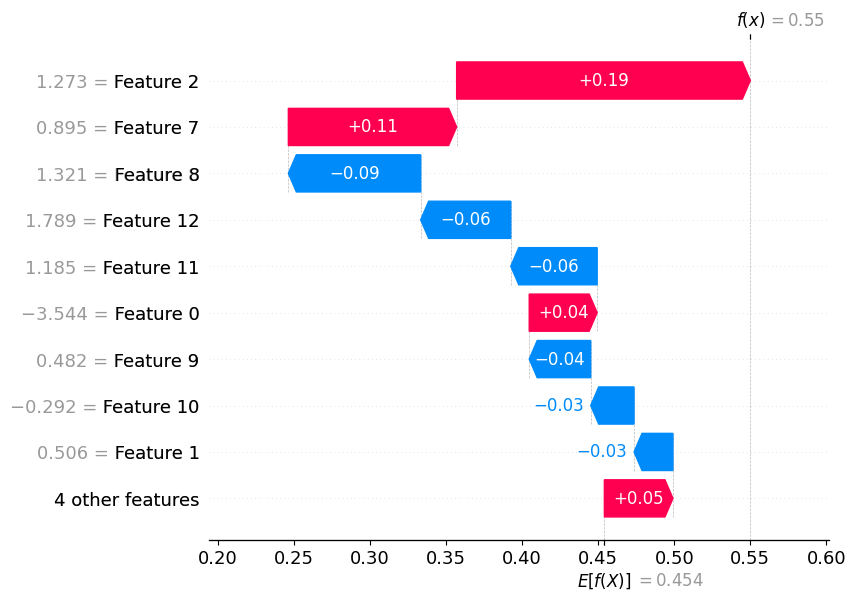 f(x) = 0.55
1.273 = Feature 2
+0.19
0.895 = Feature 7
+0.11
1.321 = Feature 8
−0.09
1.789 = Feature 12
−0.06
1.185 = Feature 11
−0.06
−3.544 = Feature 0
+0.04
0.482 = Feature 9
−0.04
−0.292 = Feature 10
−0.03
0.506 = Feature 1
−0.03
4 other features
+0.05
0.20 0.25 0.30 0.35 0.40 0.45 0.50 0.55 0.60
E[f(X)] = 0.454